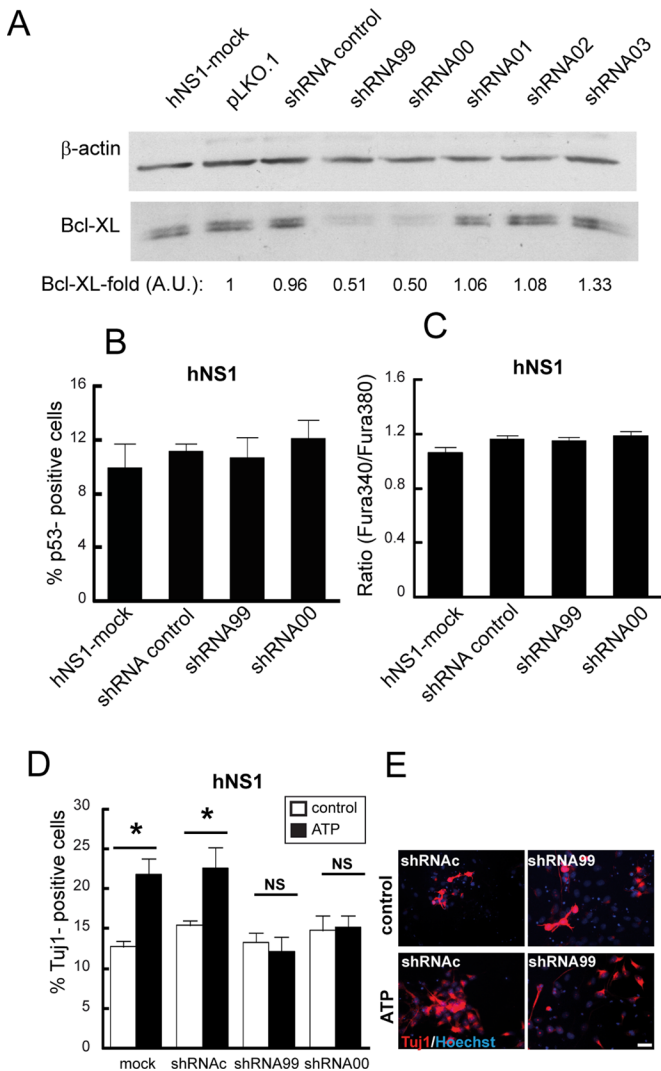 A
hNS1-mock
pLKO.1
shRNA control
shRNA99
shRNA00
shRNA01
shRNA02
shRNA03
β-actin
Bcl-XL
Bcl-XL-fold (A.U.): 1 0.96 0.51 0.50 1.06 1.08 1.33
B
hNS1
% p53- positive cells
16
12
8
4
0
hNS1-mock
shRNA control
shRNA99
shRNA00
C
hNS1
Ratio (Fura340/Fura380)
1.6
1.2
0.8
0.4
0
hNS1-mock
shRNA control
shRNA99
shRNA00
D
hNS1
control
ATP
% Tuj1- positive cells
30
25
20
15
10
5
0
*
*
NS
NS
mock shRNAc shRNA99 shRNA00
E
control
shRNAc shRNA99
ATP
shRNAc shRNA99
Tuj1/Hoechst